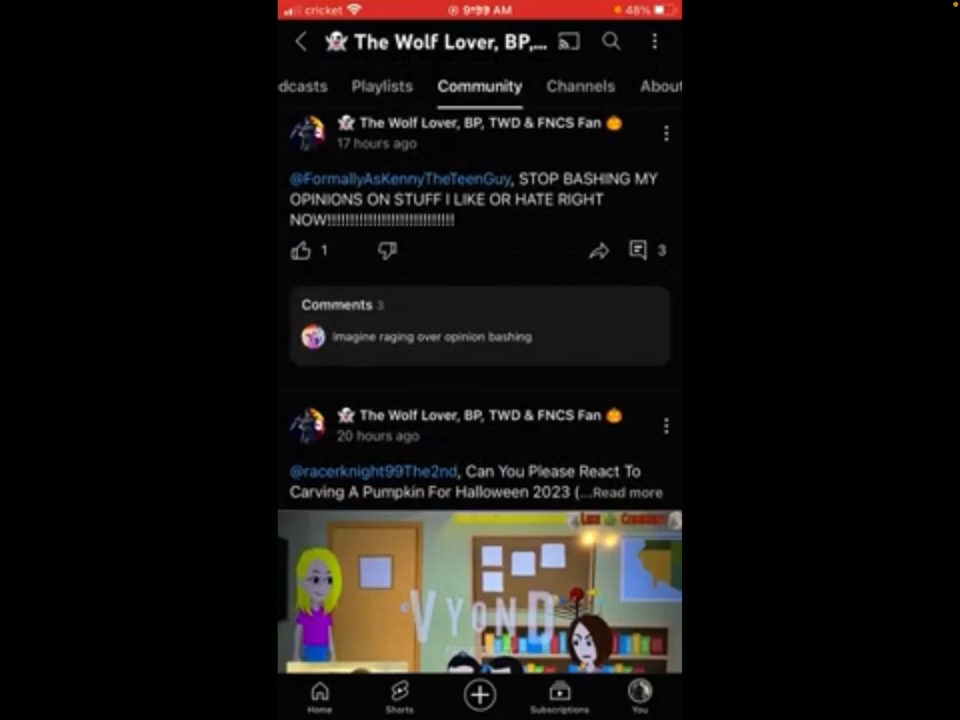 cricket 9:39 AM 48%
The Wolf Lover, BP,...
dcasts Playlists Community Channels About
The Wolf Lover, BP, TWD & FNCS Fan
17 hours ago
@FormallyAsKennyTheTeenGuy, STOP BASHING MY
OPINIONS ON STUFF I LIKE OR HATE RIGHT
NOW!!!!!!!!!!!!!!!!!!!!!!!!!!!!!!!
1 3
Comments 3
Imagine raging over opinion bashing
The Wolf Lover, BP, TWD & FNCS Fan
20 hours ago
@racerknight99The2nd, Can You Please React To
Carving A Pumpkin For Halloween 2023 (...Read more
Like Comment
VYOND
Home Shorts Subscriptions You